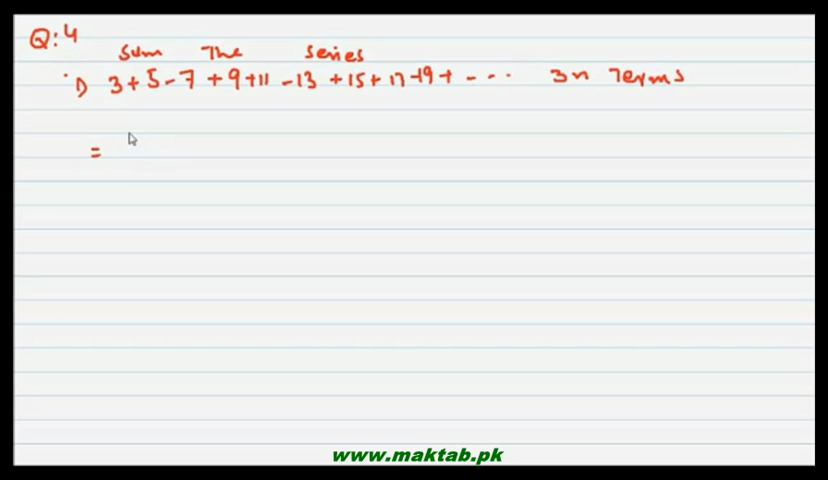 Q:4
Sum The Series
i) 3 + 5 - 7 + 9 + 11 - 13 + 15 + 17 - 19 + - - - 3n Terms
=
www.maktab.pk